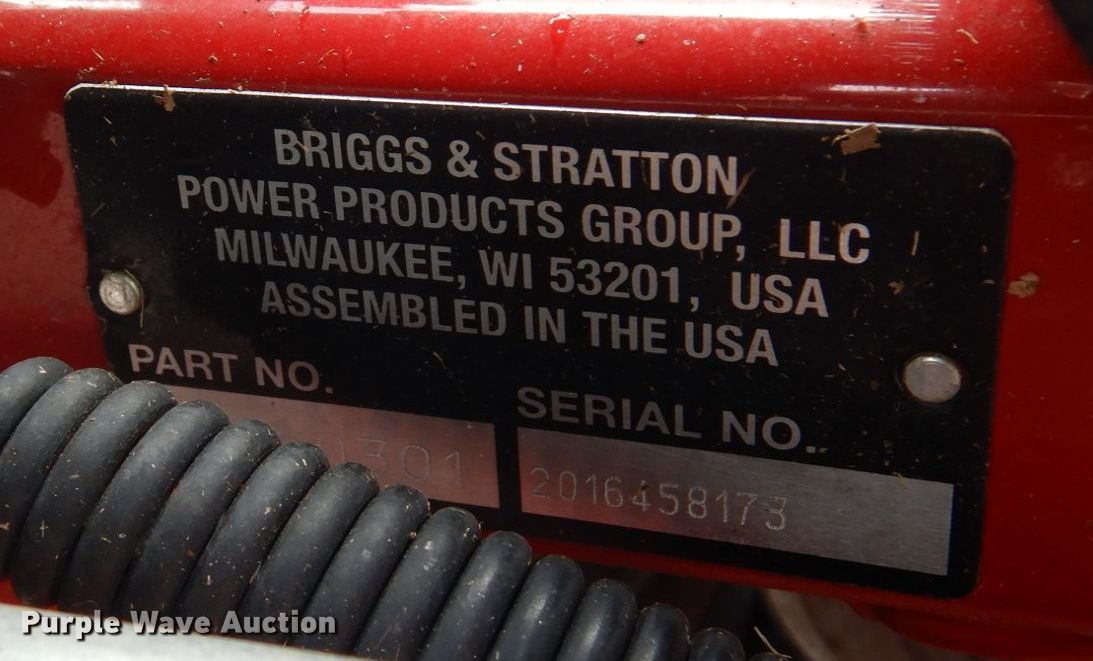 BRIGGS & STRATTON
POWER PRODUCTS GROUP, LLC
MILWAUKEE, WI 53201, USA
ASSEMBLED IN THE USA
PART NO.
SERIAL NO.
2016458173
Purple Wave Auction